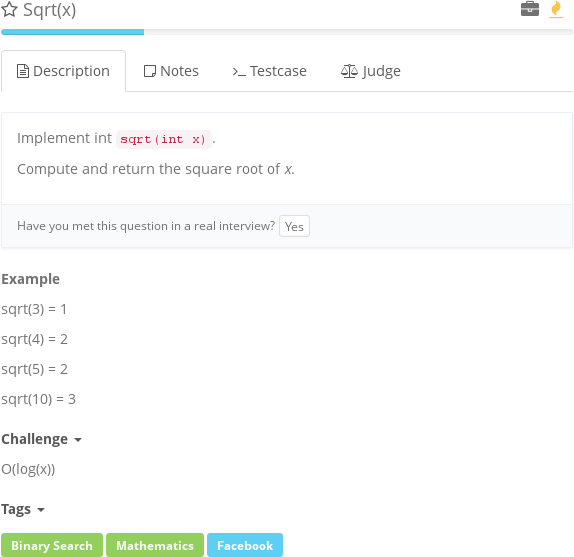 Sqrt(x)
Description Notes Testcase Judge
Implement int sqrt(int x).
Compute and return the square root of x.
Have you met this question in a real interview? Yes
Example
sqrt(3) = 1
sqrt(4) = 2
sqrt(5) = 2
sqrt(10) = 3
Challenge
O(log(x))
Tags
Binary Search Mathematics Facebook